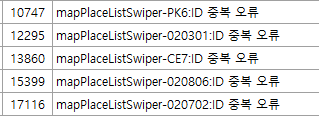 10747 mapPlaceListSwiper-PK6:ID 중복 오류
12295 mapPlaceListSwiper-020301:ID 중복 오류
13860 mapPlaceListSwiper-CE7:ID 중복 오류
15399 mapPlaceListSwiper-020806:ID 중복 오류
17116 mapPlaceListSwiper-020702:ID 중복 오류